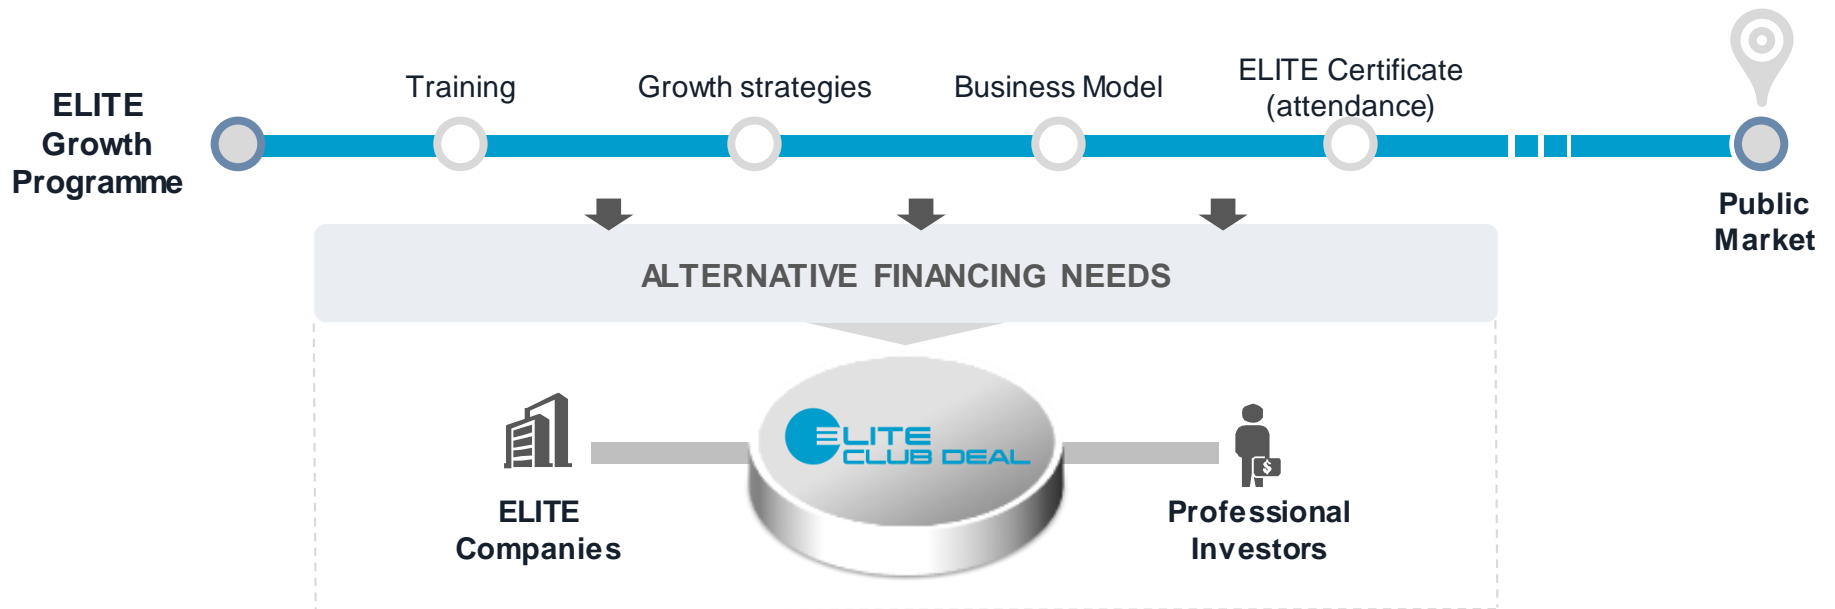 ELITE
Growth
Programme
Training
Growth strategies
Business Model
ELITE Certificate
(attendance)
Public
Market
ALTERNATIVE FINANCING NEEDS
ELITE
CLUB DEAL
$
ELITE
Companies
Professional
Investors